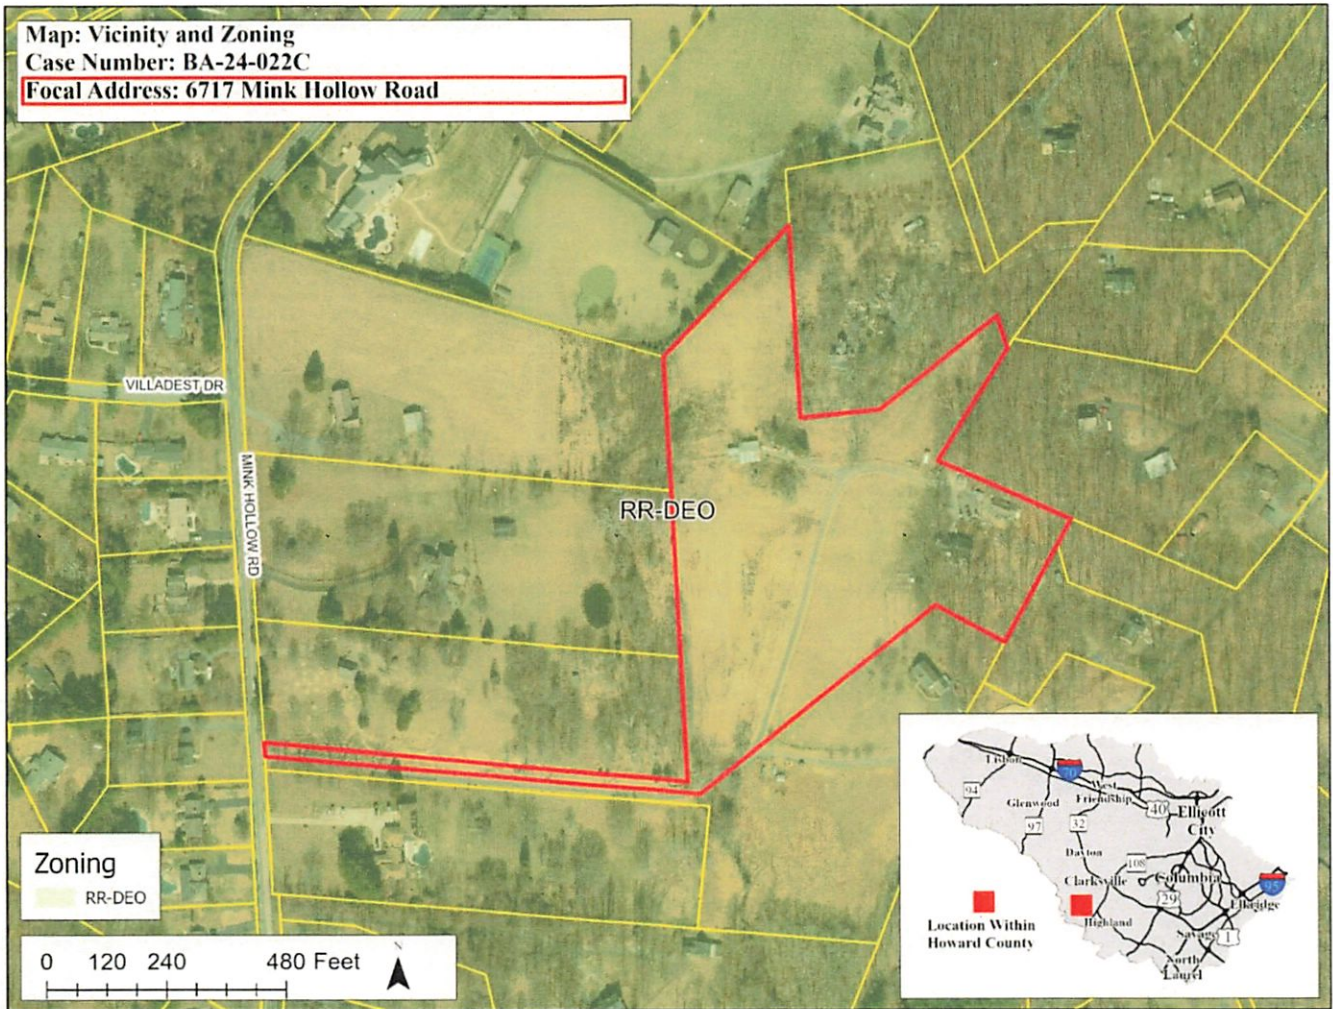 Map: Vicinity and Zoning
Case Number: BA-24-022C
Focal Address: 6717 Mink Hollow Road
VILLADEST DR
MINK HOLLOW RD
RR-DEO
Zoning
RR-DEO
0 120 240 480 Feet
N
Lisbon
70
94
West
Friendship
Glenwood
40
Ellicott
City
97
32
Dayton
108
Clarksville
Columbia
29
95
Elkridge
Highland
Savage
1
North
Laurel
Location Within
Howard County